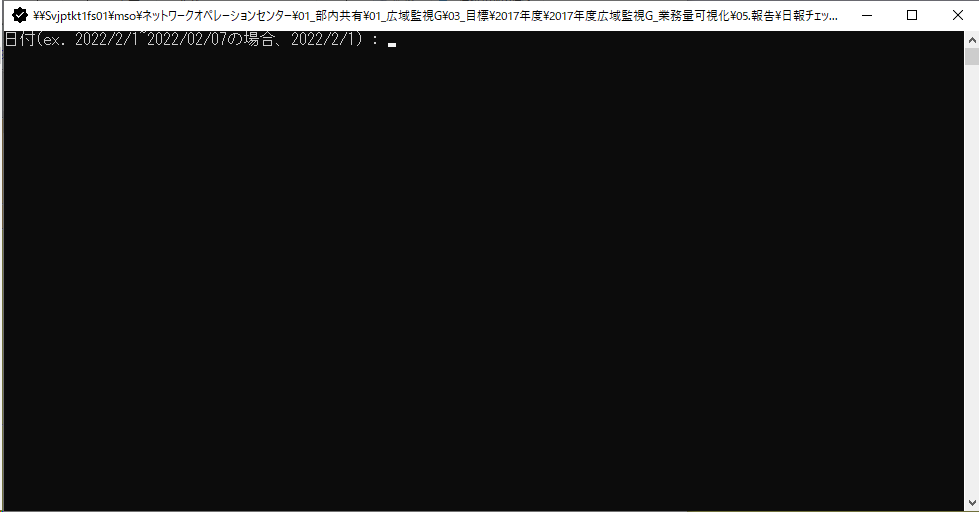 ¥¥Svjptkt1fs01¥mso¥ネットワークオペレーションセンター¥01_部内共有¥01_広域監視G¥03_目標¥2017年度¥2017年度広域監視G_業務量可視化¥05.報告¥日報チェッ...
日付(ex. 2022/2/1~2022/02/07の場合、2022/2/1) :